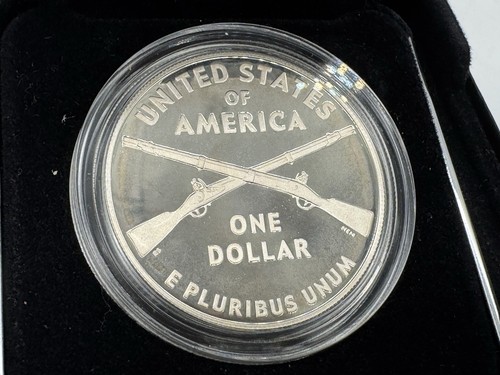 UNITED STATES
OF
AMERICA
ONE
DOLLAR
E PLURIBUS UNUM